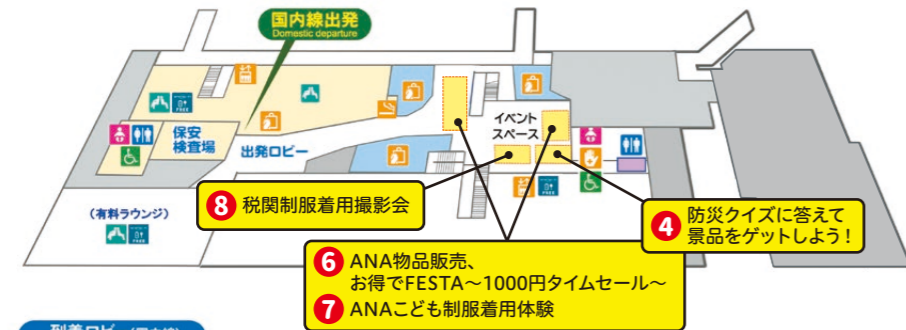 国内線出発
Domestic departure
保安
検査場
出発ロビー
イベント
スペース
(有料ラウンジ)
8 税関制服着用撮影会
4 防災クイズに答えて
景品をゲットしよう！
6 ANA物品販売、
お得でFESTA～1000円タイムセール～
7 ANAこども制服着用体験